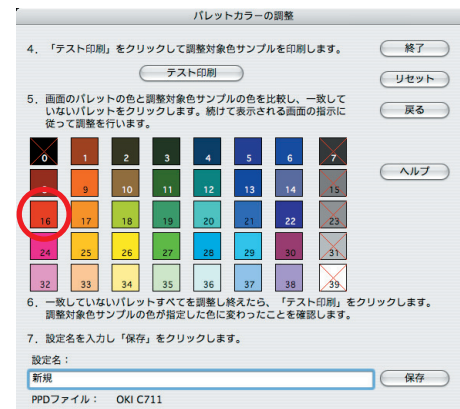 パレットカラーの調整
4. 「テスト印刷」をクリックして調整対象色サンプルを印刷します。
終了
テスト印刷
リセット
5. 画面のパレットの色と調整対象色サンプルの色を比較し、一致して
いないパレットをクリックします。続けて表示される画面の指示に
従って調整を行います。
戻る
0 1 2 3 4 5 6 7
ヘルプ
8 9 10 11 12 13 14 15
16 17 18 19 20 21 22 23
24 25 26 27 28 29 30 31
32 33 34 35 36 37 38 39
6. 一致していないパレットすべてを調整し終えたら、「テスト印刷」をクリックします。
調整対象色サンプルの色が指定した色に変わったことを確認します。
7. 設定名を入力し「保存」をクリックします。
設定名：
新規
保存
PPDファイル： OKI C711